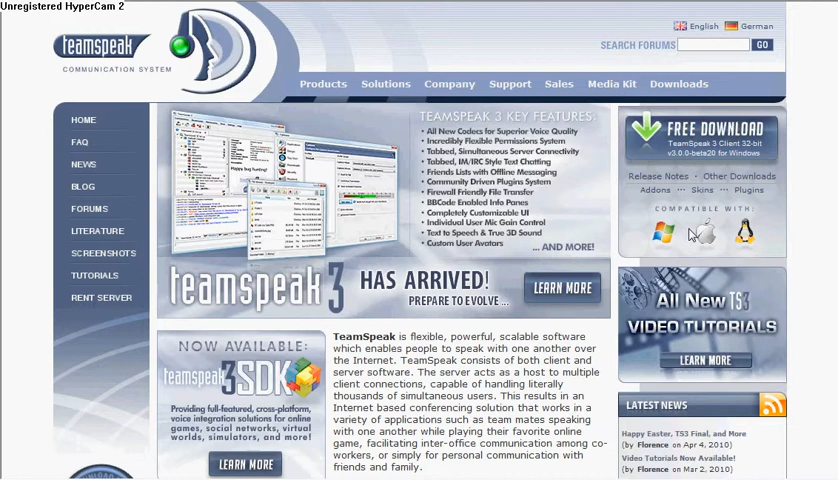 Unregistered HyperCam 2
teamspeak
COMMUNICATION SYSTEM
English German
SEARCH FORUMS GO
Products Solutions Company Support Sales Media Kit Downloads
HOME
FAQ
NEWS
BLOG
FORUMS
LITERATURE
SCREENSHOTS
TUTORIALS
RENT SERVER
TEAMSPEAK 3 KEY FEATURES:
• All New Codecs for Superior Voice Quality
• Incredibly Flexible Permissions System
• Tabbed, Simultaneous Server Connectivity
• Tabbed, IM/IRC Style Text Chatting
• Friends Lists with Offline Messaging
• Community Driven Plugins System
• Firewall Friendly File Transfer
• BBCode Enabled Info Panes
• Completely Customizable UI
• Individual User Mic Gain Control
• Text to Speech & True 3D Sound
• Custom User Avatars
... AND MORE!
teamspeak 3 HAS ARRIVED!
PREPARE TO EVOLVE ...
LEARN MORE
FREE DOWNLOAD
TeamSpeak 3 Client 32-bit
v3.0.0-beta20 for Windows
Release Notes · Other Downloads
Addons ··· Skins ··· Plugins
COMPATIBLE WITH:
All New TS3
VIDEO TUTORIALS
LEARN MORE
NOW AVAILABLE:
teamspeak 3 SDK
Providing full-featured, cross-platform,
voice integration solutions for online
games, social networks, virtual
worlds, simulators, and more!
LEARN MORE
TeamSpeak is flexible, powerful, scalable software
which enables people to speak with one another over
the Internet. TeamSpeak consists of both client and
server software. The server acts as a host to multiple
client connections, capable of handling literally
thousands of simultaneous users. This results in an
Internet based conferencing solution that works in a
variety of applications such as team mates speaking
with one another while playing their favorite online
game, facilitating inter-office communication among co-
workers, or simply for personal communication with
friends and family.
LATEST NEWS
Happy Easter, TS3 Final, and More
(by Florence on Apr 4, 2010)
Video Tutorials Now Available!
(by Florence on Mar 2, 2010)